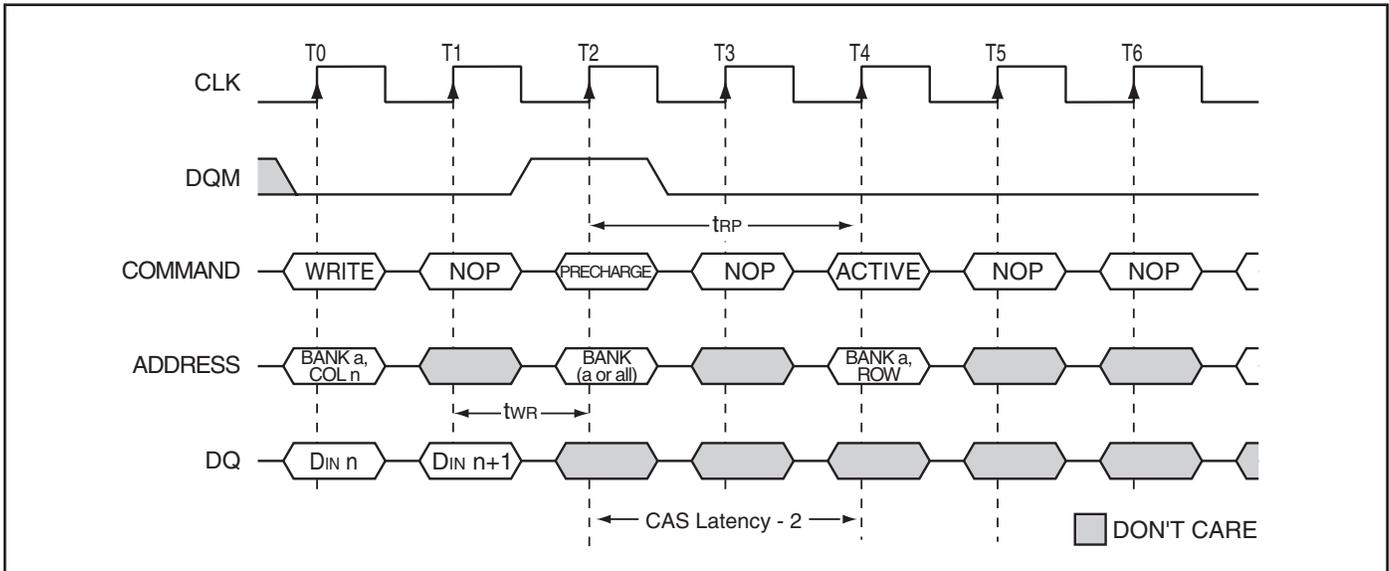 T0 T1 T2 T3 T4 T5 T6
CLK
DQM
tRP
COMMAND WRITE NOP PRECHARGE NOP ACTIVE NOP NOP
ADDRESS BANK a, COL n BANK (a or all) BANK a, ROW
tWR
DQ DIN n DIN n+1
CAS Latency - 2
DON'T CARE